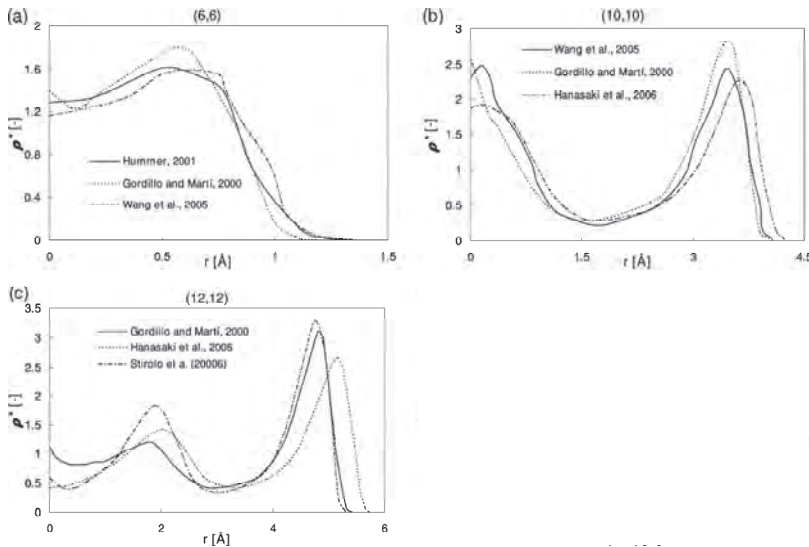 (a)
(6,6)
2
1.6
1.2
0.8
0.4
0
ρ* [-]
Hummer, 2001
Gordillo and Martí, 2000
Wang et al., 2005
0
0.5
1
1.5
r [Å]
(b)
(10,10)
3
2.5
2
1.5
1
0.5
0
ρ* [-]
Wang et al., 2005
Gordillo and Martí, 2000
Hanasaki et al., 2006
0
1.5
3
4.5
r [Å]
(c)
(12,12)
3.5
3
2.5
2
1.5
1
0.5
0
ρ* [-]
Gordillo and Martí, 2000
Hanasaki et al., 2006
Stirolo el a. (20006)
0
2
4
6
r [Å]